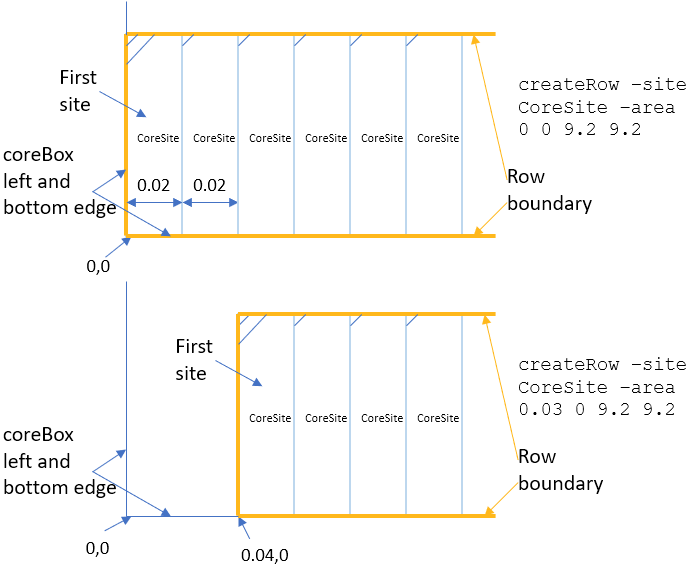 First
site
createRow –site
CoreSite –area
0 0 9.2 9.2
CoreSite CoreSite CoreSite CoreSite CoreSite CoreSite
coreBox
left and
bottom edge
0.02 0.02
Row
boundary
0,0
First
site
createRow –site
CoreSite –area
0.03 0 9.2 9.2
CoreSite CoreSite CoreSite CoreSite
coreBox
left and
bottom edge
Row
boundary
0,0
0.04,0